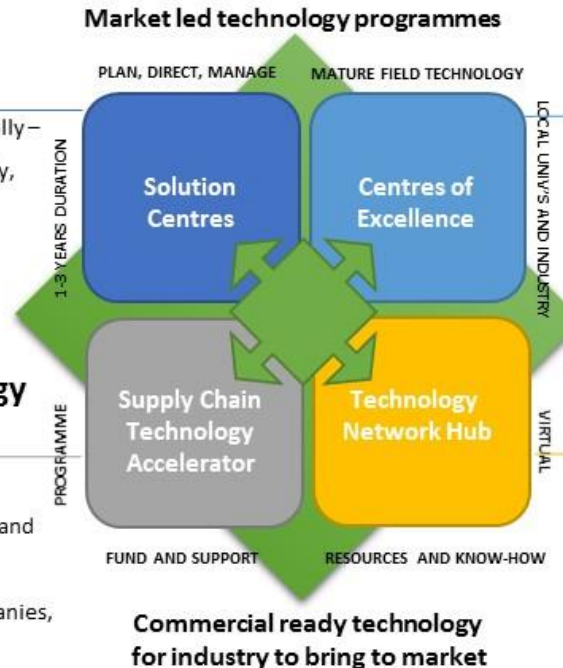 Market led technology programmes
PLAN, DIRECT, MANAGE
MATURE FIELD TECHNOLOGY
lly –
y,
1-3 YEARS DURATION
Solution
Centres
Centres of
Excellence
LOCAL UNIV'S AND INDUSTRY
gy
PROGRAMME
Supply Chain
Technology
Accelerator
Technology
Network Hub
VIRTUAL
and
FUND AND SUPPORT
RESOURCES AND KNOW-HOW
anies,
Commercial ready technology
for industry to bring to market